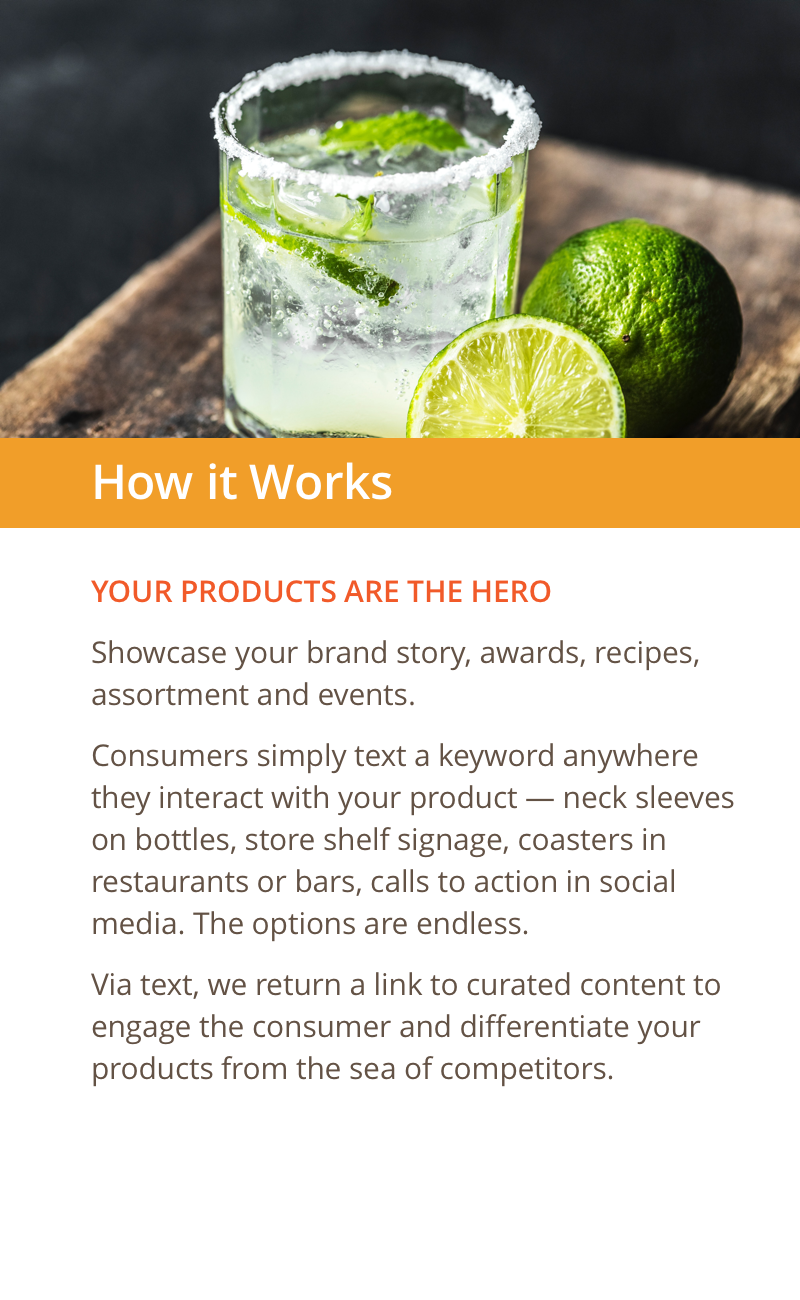 How it Works
YOUR PRODUCTS ARE THE HERO
Showcase your brand story, awards, recipes,
assortment and events.
Consumers simply text a keyword anywhere
they interact with your product — neck sleeves
on bottles, store shelf signage, coasters in
restaurants or bars, calls to action in social
media. The options are endless.
Via text, we return a link to curated content to
engage the consumer and differentiate your
products from the sea of competitors.